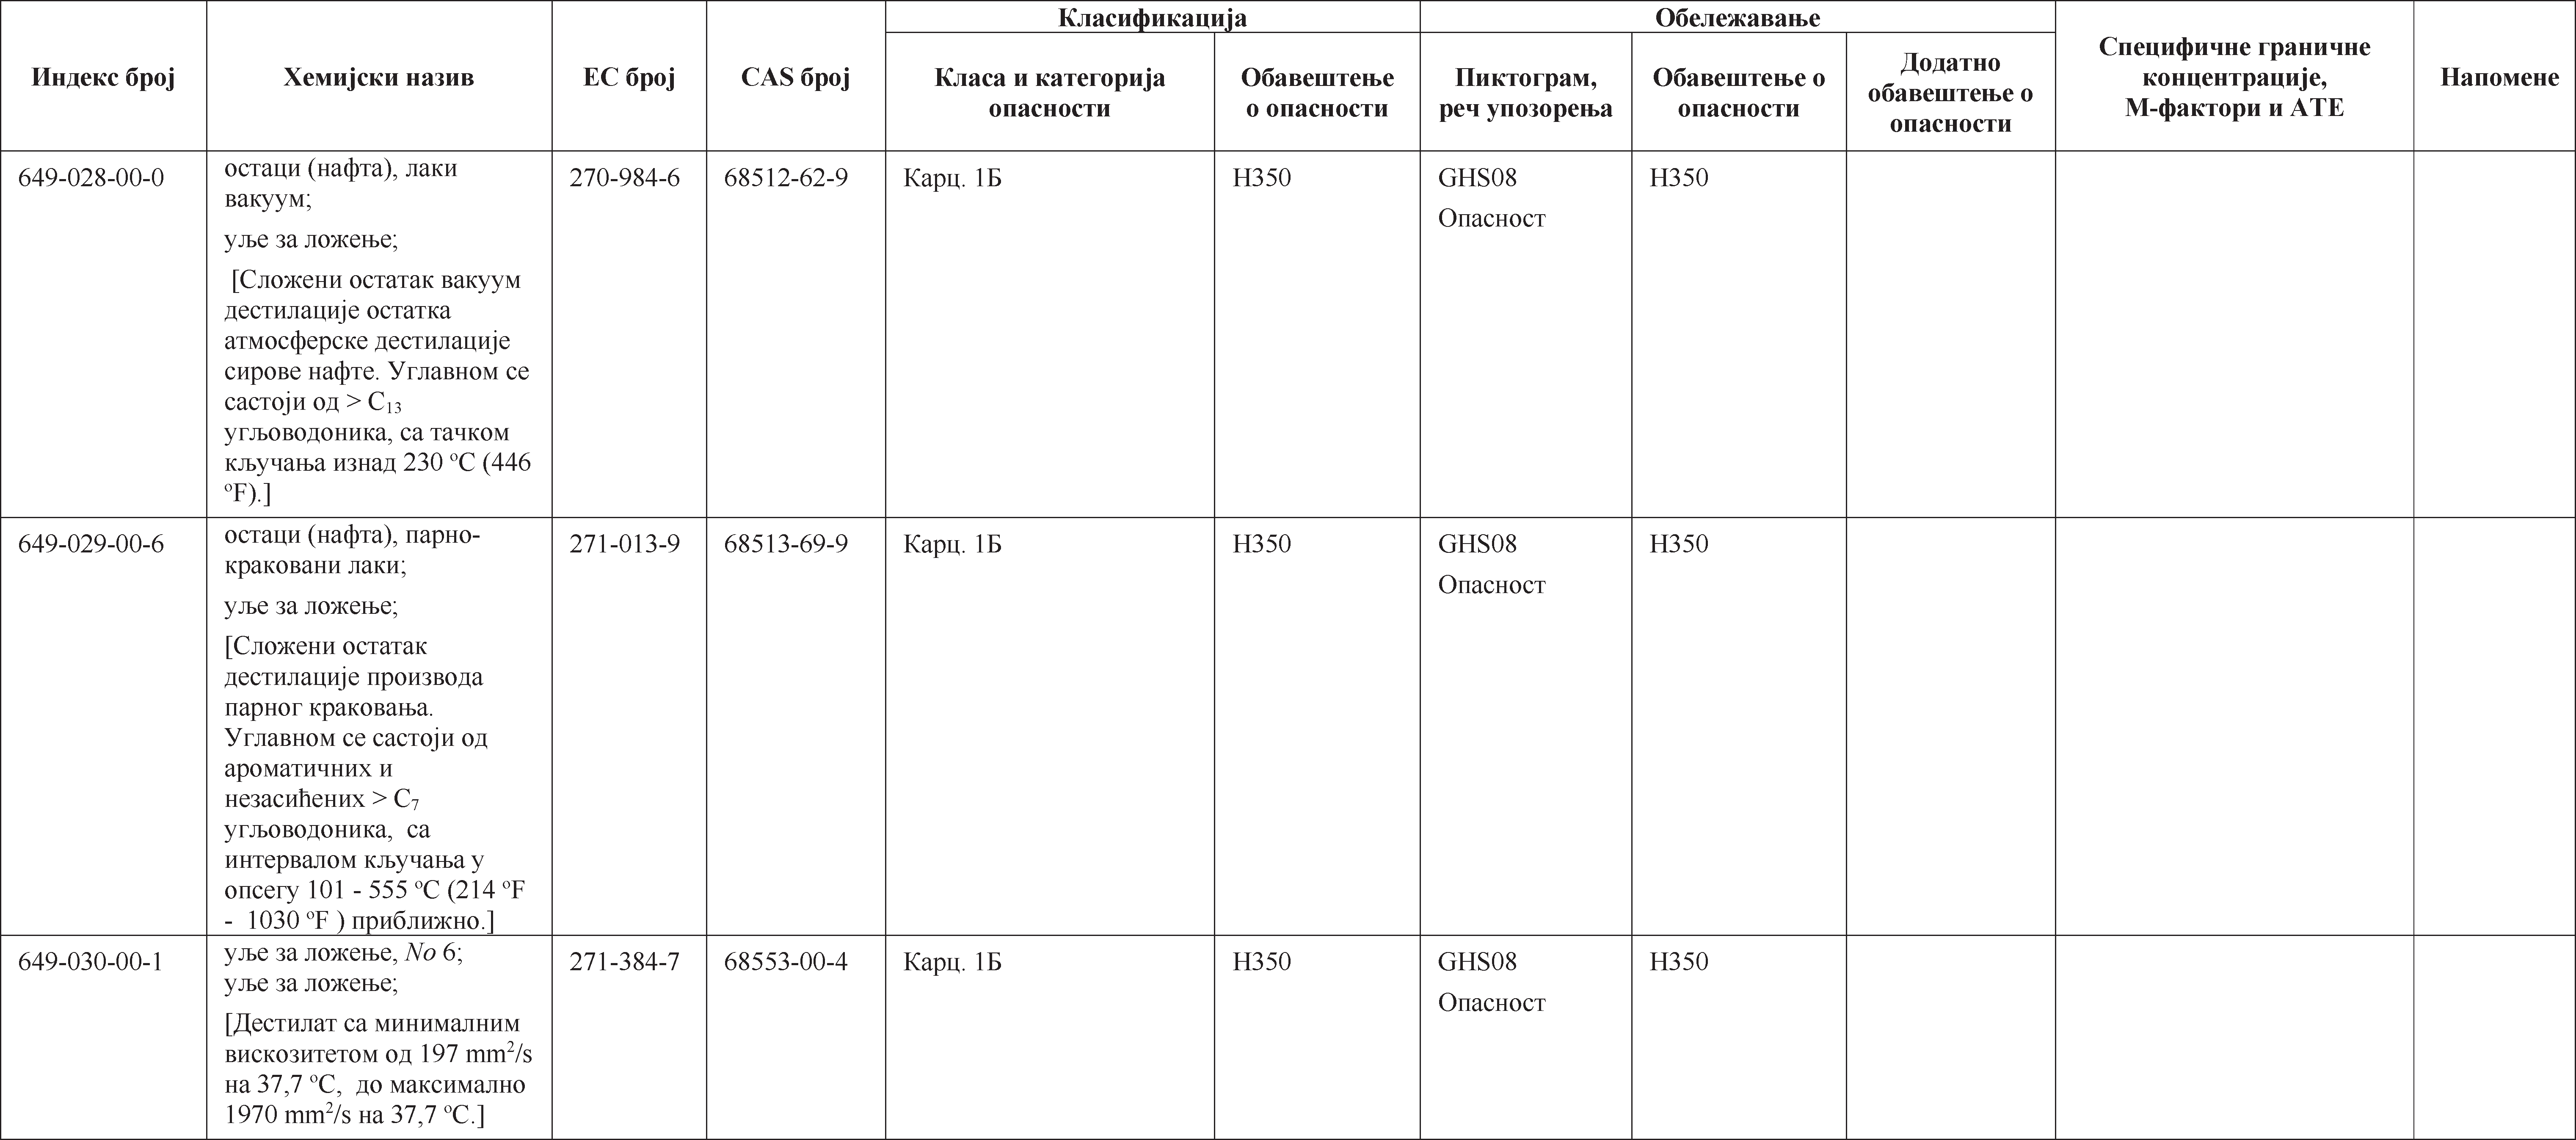 Индекс број
Хемијски назив
ЕС број
CAS број
Класификација
Обележавање
Класа и категорија
опасности
Обавештење
о опасности
Пиктограм,
реч упозорења
Обавештење о
опасности
Додатно
обавештење о
опасности
Специфичне граничне
концентрације,
М-фактори и АТЕ
Напомене
649-028-00-0
остаци (нафта), лаки
вакуум;
уље за ложење;
[Сложени остатак вакуум
дестилације остатка
атмосферске дестилације
сирове нафте. Углавном се
састоји од > C₁₃
угљоводоника, са тачком
кључања изнад 230 ºC (446
ºF).]
270-984-6
68512-62-9
Карц. 1Б
H350
GHS08
Опасност
H350
649-029-00-6
остаци (нафта), парно-
краковани лаки;
уље за ложење;
[Сложени остатак
дестилације производа
парног краковања.
Углавном се састоји од
ароматичних и
незасићених > C₇
угљоводоника,  са
интервалом кључања у
опсегу 101 - 555 ºC (214 ºF
-  1030 ºF ) приближно.]
271-013-9
68513-69-9
Карц. 1Б
H350
GHS08
Опасност
H350
649-030-00-1
уље за ложење, No 6;
уље за ложење;
[Дестилат са минималним
вискозитетом од 197 mm²/s
на 37,7 ºC,  до максимално
1970 mm²/s на 37,7 ºC.]
271-384-7
68553-00-4
Карц. 1Б
H350
GHS08
Опасност
H350